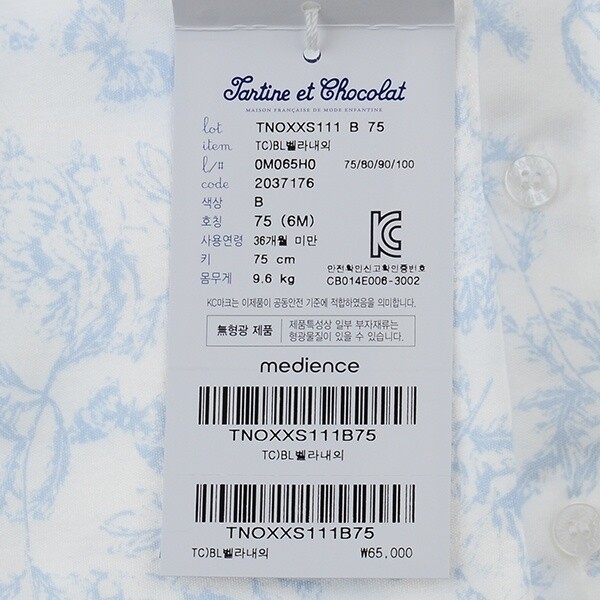 Tartine et Chocolat
MAISON FRANÇAISE DE MODE ENFANTINE
lot TNOXXS111 B 75
item TC)BL벨라내의
l/# 0M065H0 75/80/90/100
code 2037176
색상 B
호칭 75 (6M)
사용연령 36개월 미만
키 75 cm
몸무게 9.6 kg
안전확인신고확인증번호
CB014E006-3002
KC마크는 이제품이 공통안전 기준에 적합하였음을 의미합니다.
無형광 제품
제품특성상 일부 부자재류는
형광물질이 있을 수 있습니다.
medience
TNOXXS111B75
TC)BL벨라내의
TNOXXS111B75
TC)BL벨라내의 ₩65,000